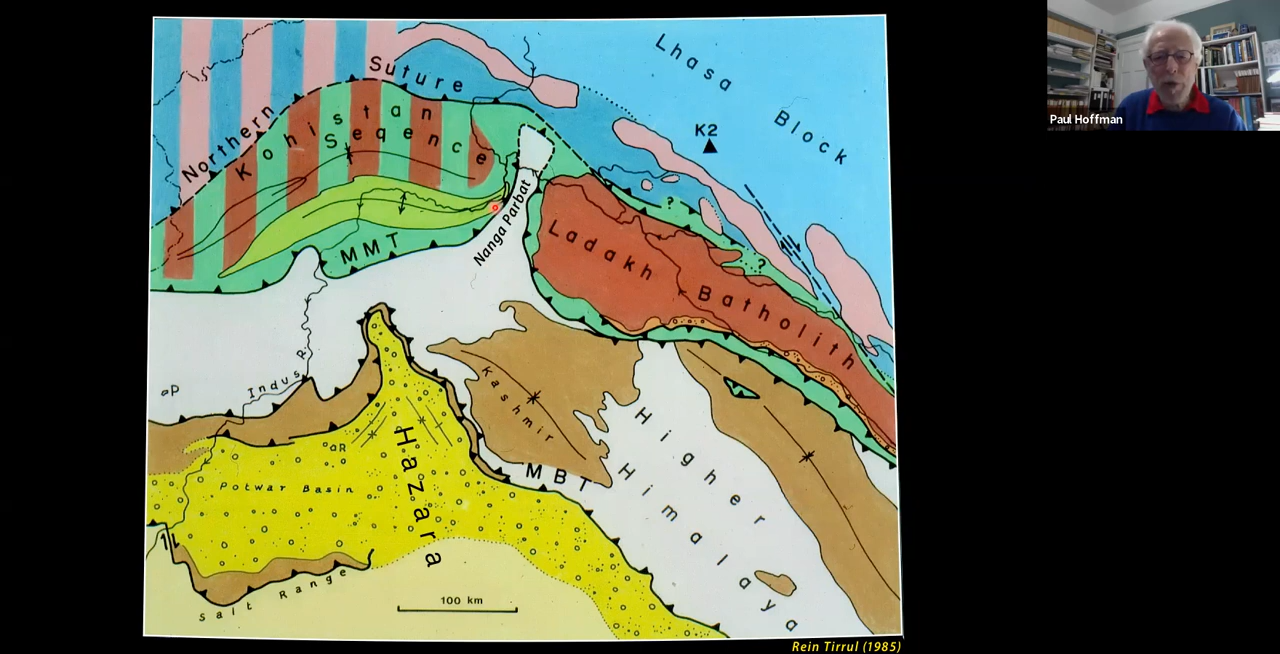 Lhasa Block
K2
Northern Suture
Kohistan
Seqence
Nanga Parbat
MMT
?
?
Ladakh Batholith
Indus R.
Kashmir
Higher
Himalaya
MBT
Hazara
Potwar Basin
Salt Range
100 km
Rein Tirrul (1985)
Paul Hoffman